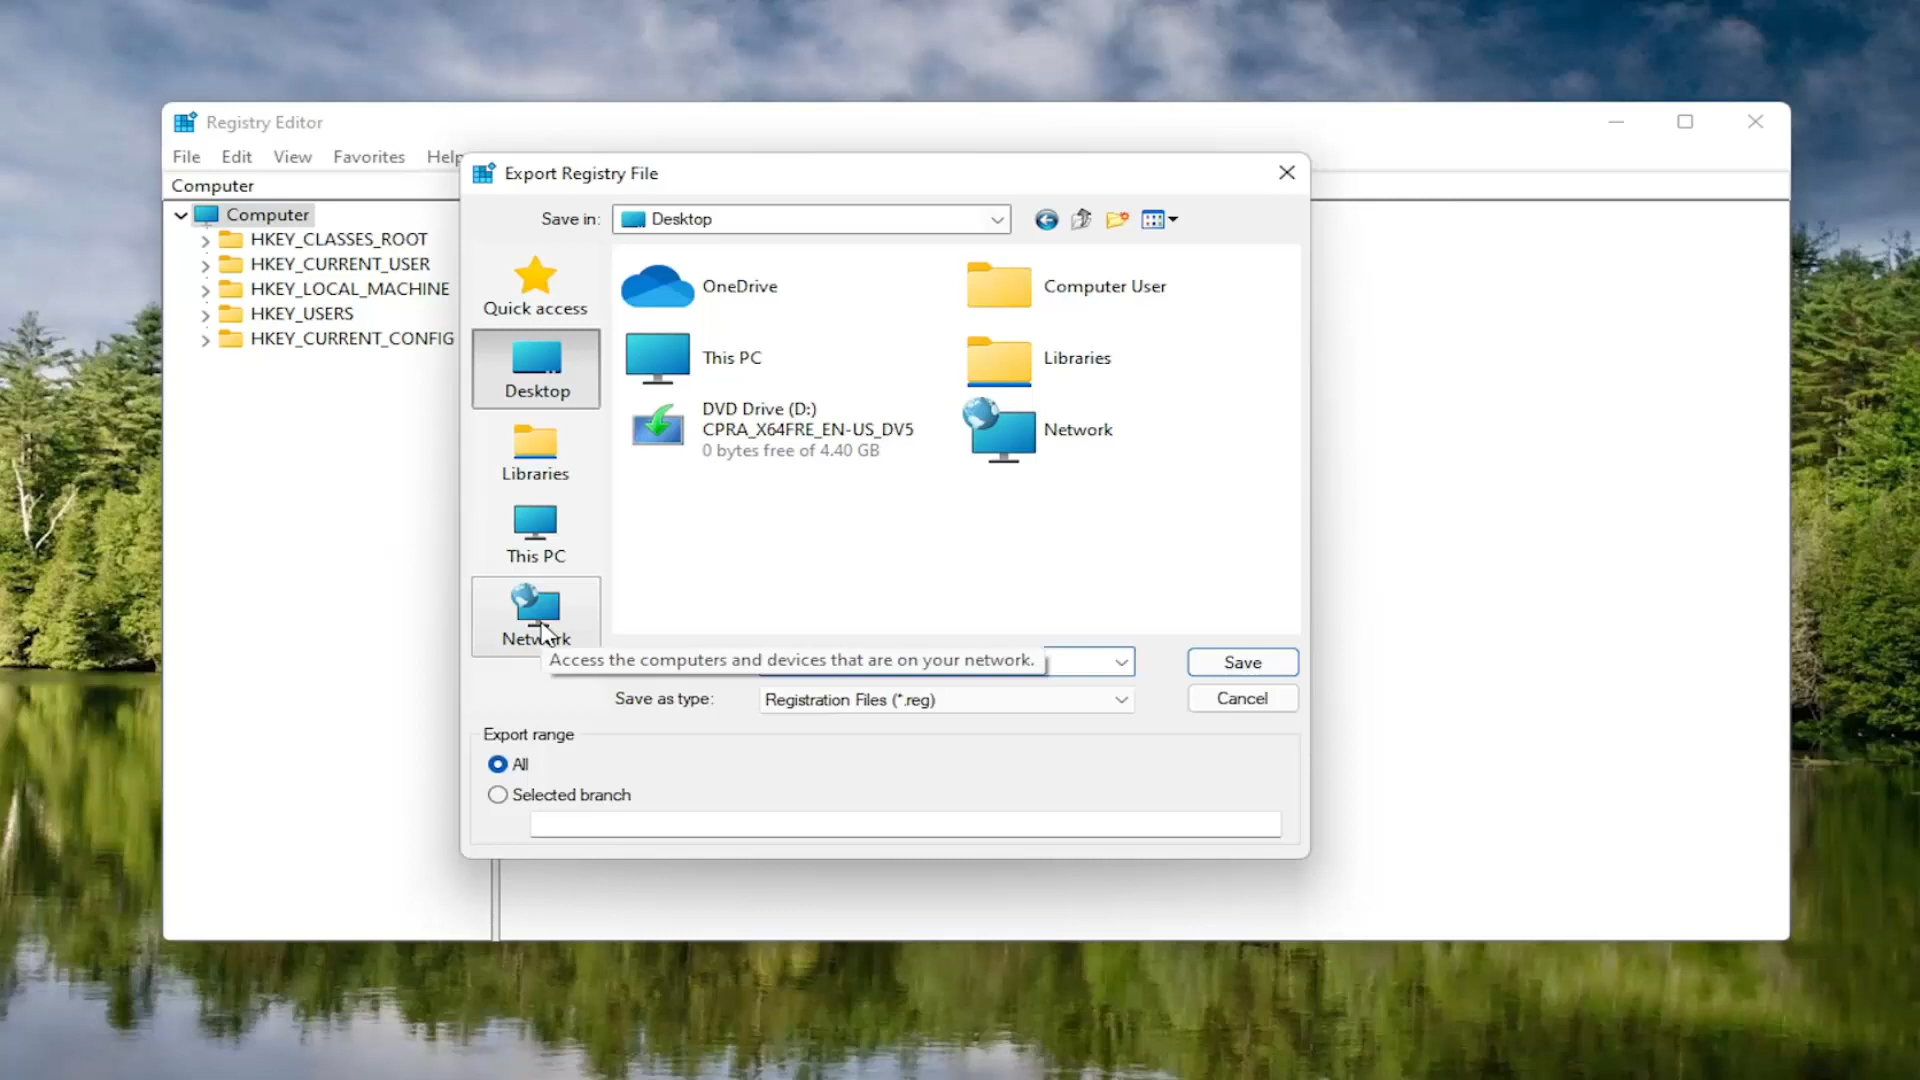 Registry Editor
File Edit View Favorites Help
Computer
Computer
HKEY_CLASSES_ROOT
HKEY_CURRENT_USER
HKEY_LOCAL_MACHINE
HKEY_USERS
HKEY_CURRENT_CONFIG
Export Registry File
Save in: Desktop
Quick access
Desktop
Libraries
This PC
Network
OneDrive
Computer User
This PC
Libraries
DVD Drive (D:)
CPRA_X64FRE_EN-US_DV5
0 bytes free of 4.40 GB
Network
Access the computers and devices that are on your network.
Save
Save as type: Registration Files (*.reg)
Cancel
Export range
All
Selected branch